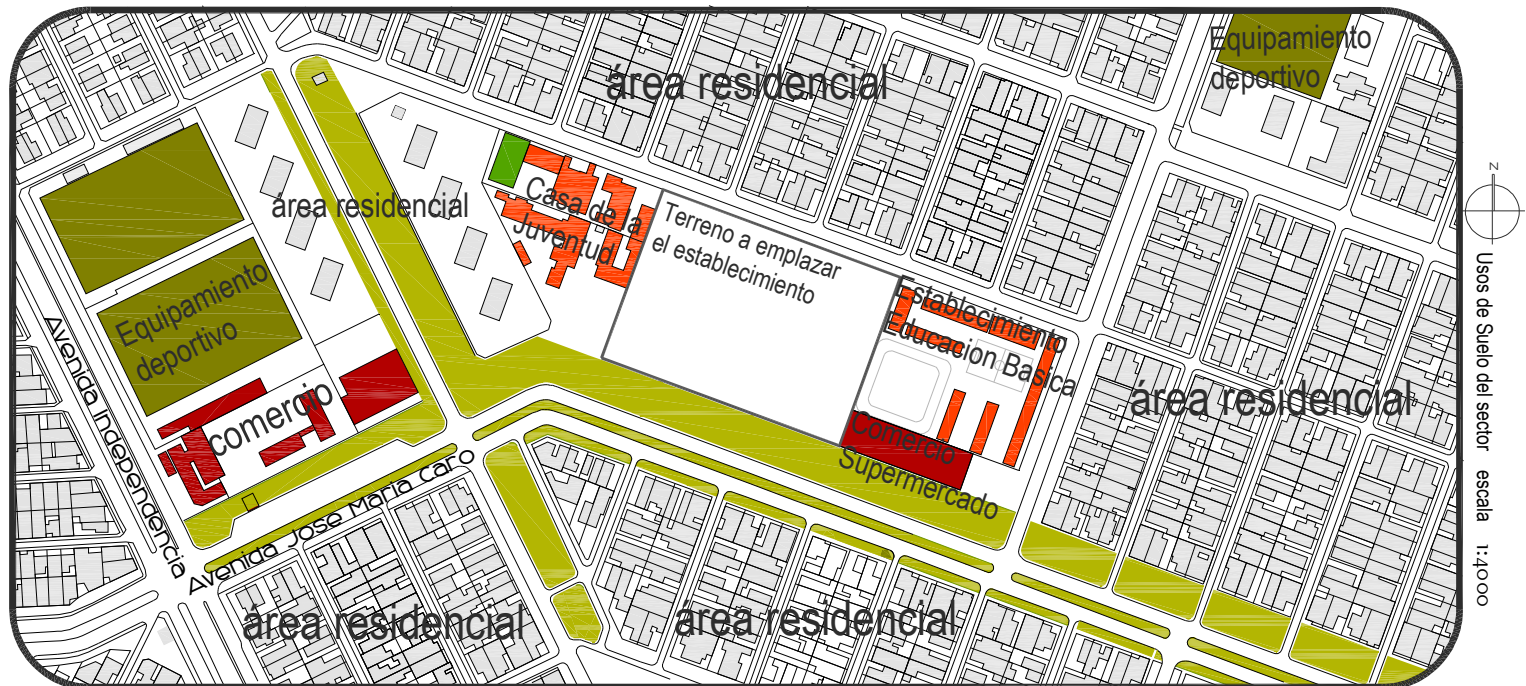 Equipamiento
deportivo
área residencial
área residencial
Casa de la
Juventud
Terreno a emplazar
el establecimiento
Equipamiento
deportivo
Establecimiento
Educacion Basica
comercio
Comercio
Supermercado
área residencial
Avenida Independencia
Avenida Jose Maria Caro
área residencial
area residencial
N
Usos de Suelo del sector escala 1:4000